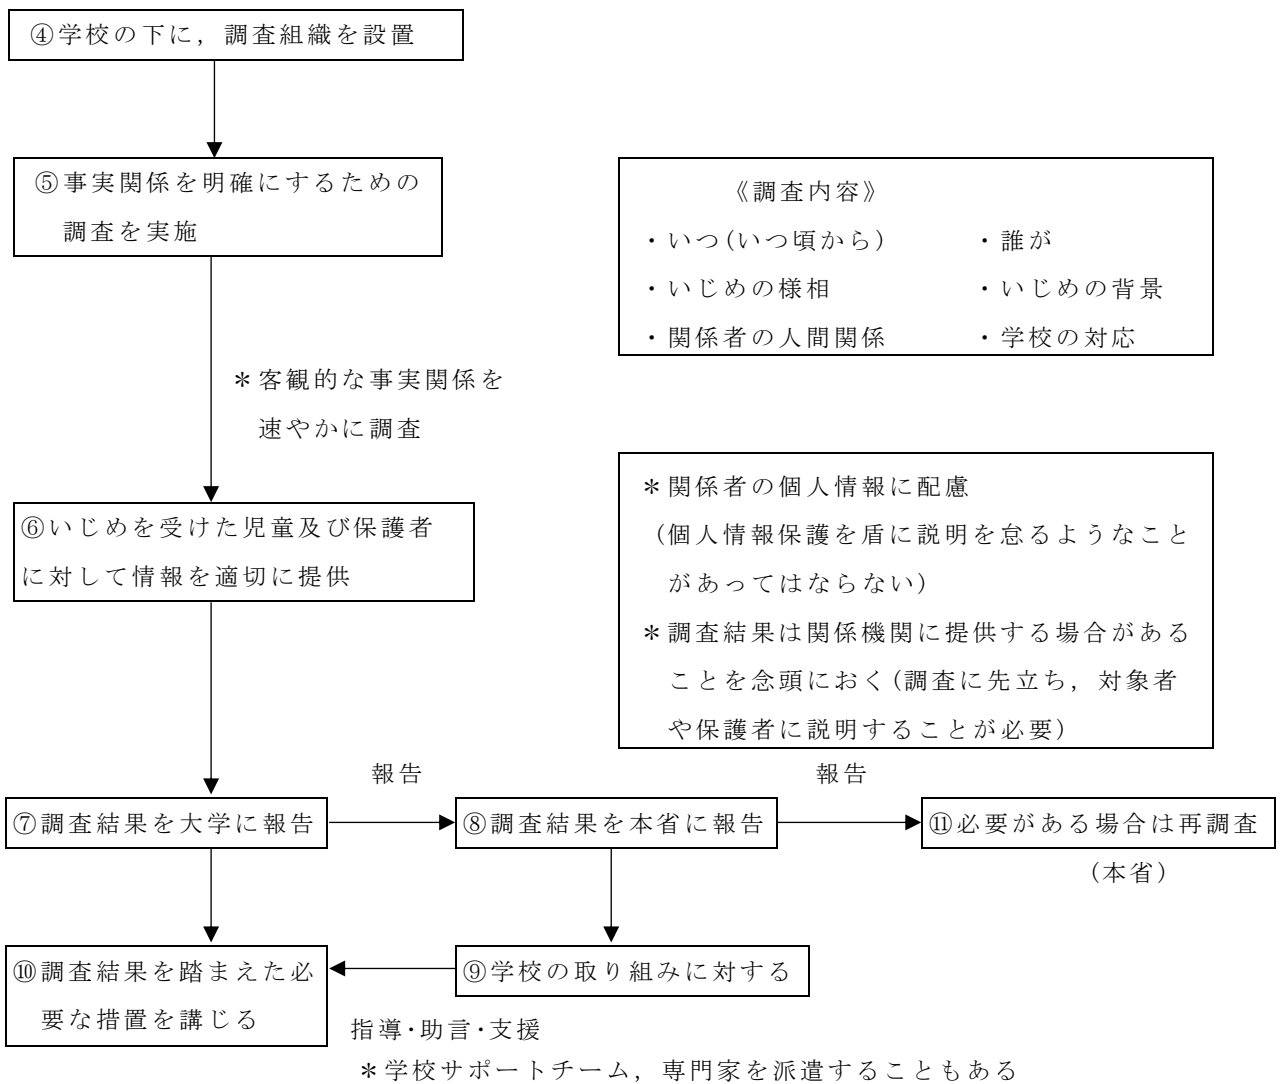 ④学校の下に，調査組織を設置
⑤事実関係を明確にするための
調査を実施
《調査内容》
・いつ(いつ頃から) ・誰が
・いじめの様相 ・いじめの背景
・関係者の人間関係 ・学校の対応
＊客観的な事実関係を
速やかに調査
⑥いじめを受けた児童及び保護者
に対して情報を適切に提供
＊関係者の個人情報に配慮
(個人情報保護を盾に説明を怠るようなこと
があってはならない)
＊調査結果は関係機関に提供する場合がある
ことを念頭におく(調査に先立ち，対象者
や保護者に説明することが必要)
報告 報告
⑦調査結果を大学に報告 ⑧調査結果を本省に報告 ⑪必要がある場合は再調査
(本省)
⑩調査結果を踏まえた必
要な措置を講じる
⑨学校の取り組みに対する
指導･助言･支援
＊学校サポートチーム，専門家を派遣することもある